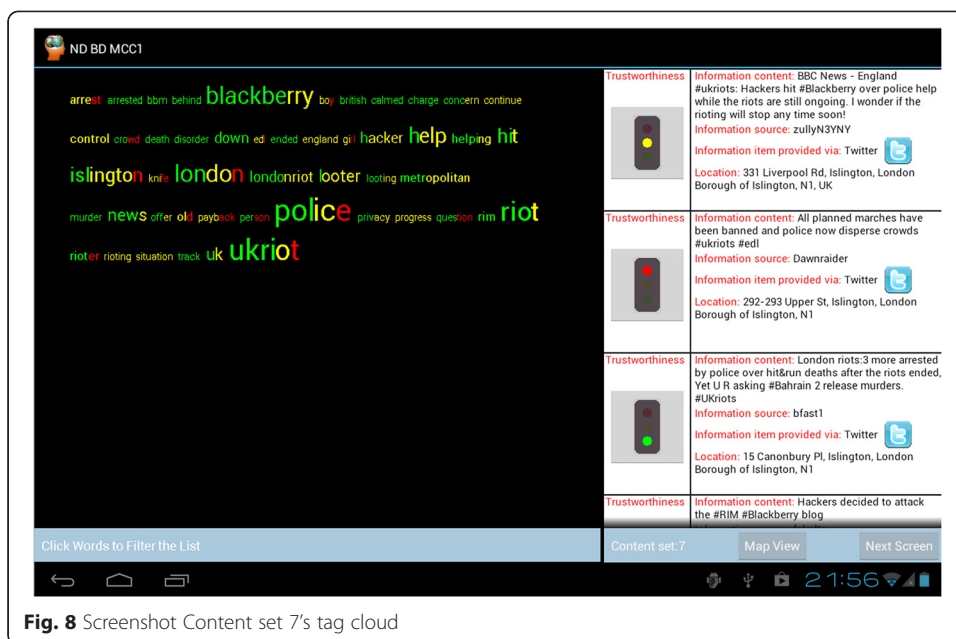 ND BD MCC1
arrest arrested bbm behind blackberry boy british calmed charge concern continue
control crowd death disorder down edl ended england girl hacker help helping hit
islington knife london londonriot looter looting metropolitan
murder news offer old payback person police privacy progress question rim riot
rioter rioting situation track uk ukriot
Trustworthiness
Information content: BBC News - England
#ukriots: Hackers hit #Blackberry over police help
while the riots are still ongoing. I wonder if the
rioting will stop any time soon!
Information source: zullyN3YNY
Information item provided via: Twitter
Location: 331 Liverpool Rd, Islington, London
Borough of Islington, N1, UK
Trustworthiness
Information content: All planned marches have
been banned and police now disperse crowds
#ukriots #edl
Information source: Dawnraider
Information item provided via: Twitter
Location: 292-293 Upper St, Islington, London
Borough of Islington, N1
Trustworthiness
Information content: London riots:3 more arrested
by police over hit&run deaths after the riots ended,
Yet U R asking #Bahrain 2 release murders.
#UKriots
Information source: bfast1
Information item provided via: Twitter
Location: 15 Canonbury Pl, Islington, London
Borough of Islington, N1
Trustworthiness
Information content: Hackers decided to attack
the #RIM #Blackberry blog
Click Words to Filter the List
Content set:7
Map View
Next Screen
21:56
Fig. 8 Screenshot Content set 7's tag cloud